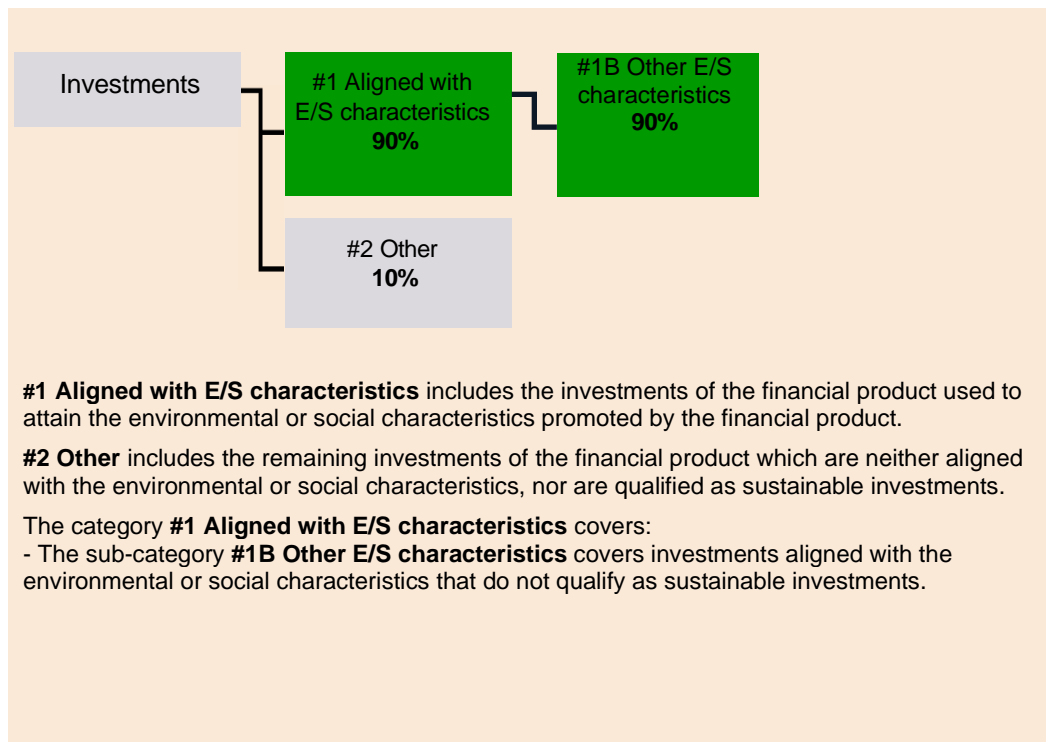 Investments
#1 Aligned with
E/S characteristics
90%
#1B Other E/S
characteristics
90%
#2 Other
10%
#1 Aligned with E/S characteristics includes the investments of the financial product used to
attain the environmental or social characteristics promoted by the financial product.
#2 Other includes the remaining investments of the financial product which are neither aligned
with the environmental or social characteristics, nor are qualified as sustainable investments.
The category #1 Aligned with E/S characteristics covers:
- The sub-category #1B Other E/S characteristics covers investments aligned with the
environmental or social characteristics that do not qualify as sustainable investments.